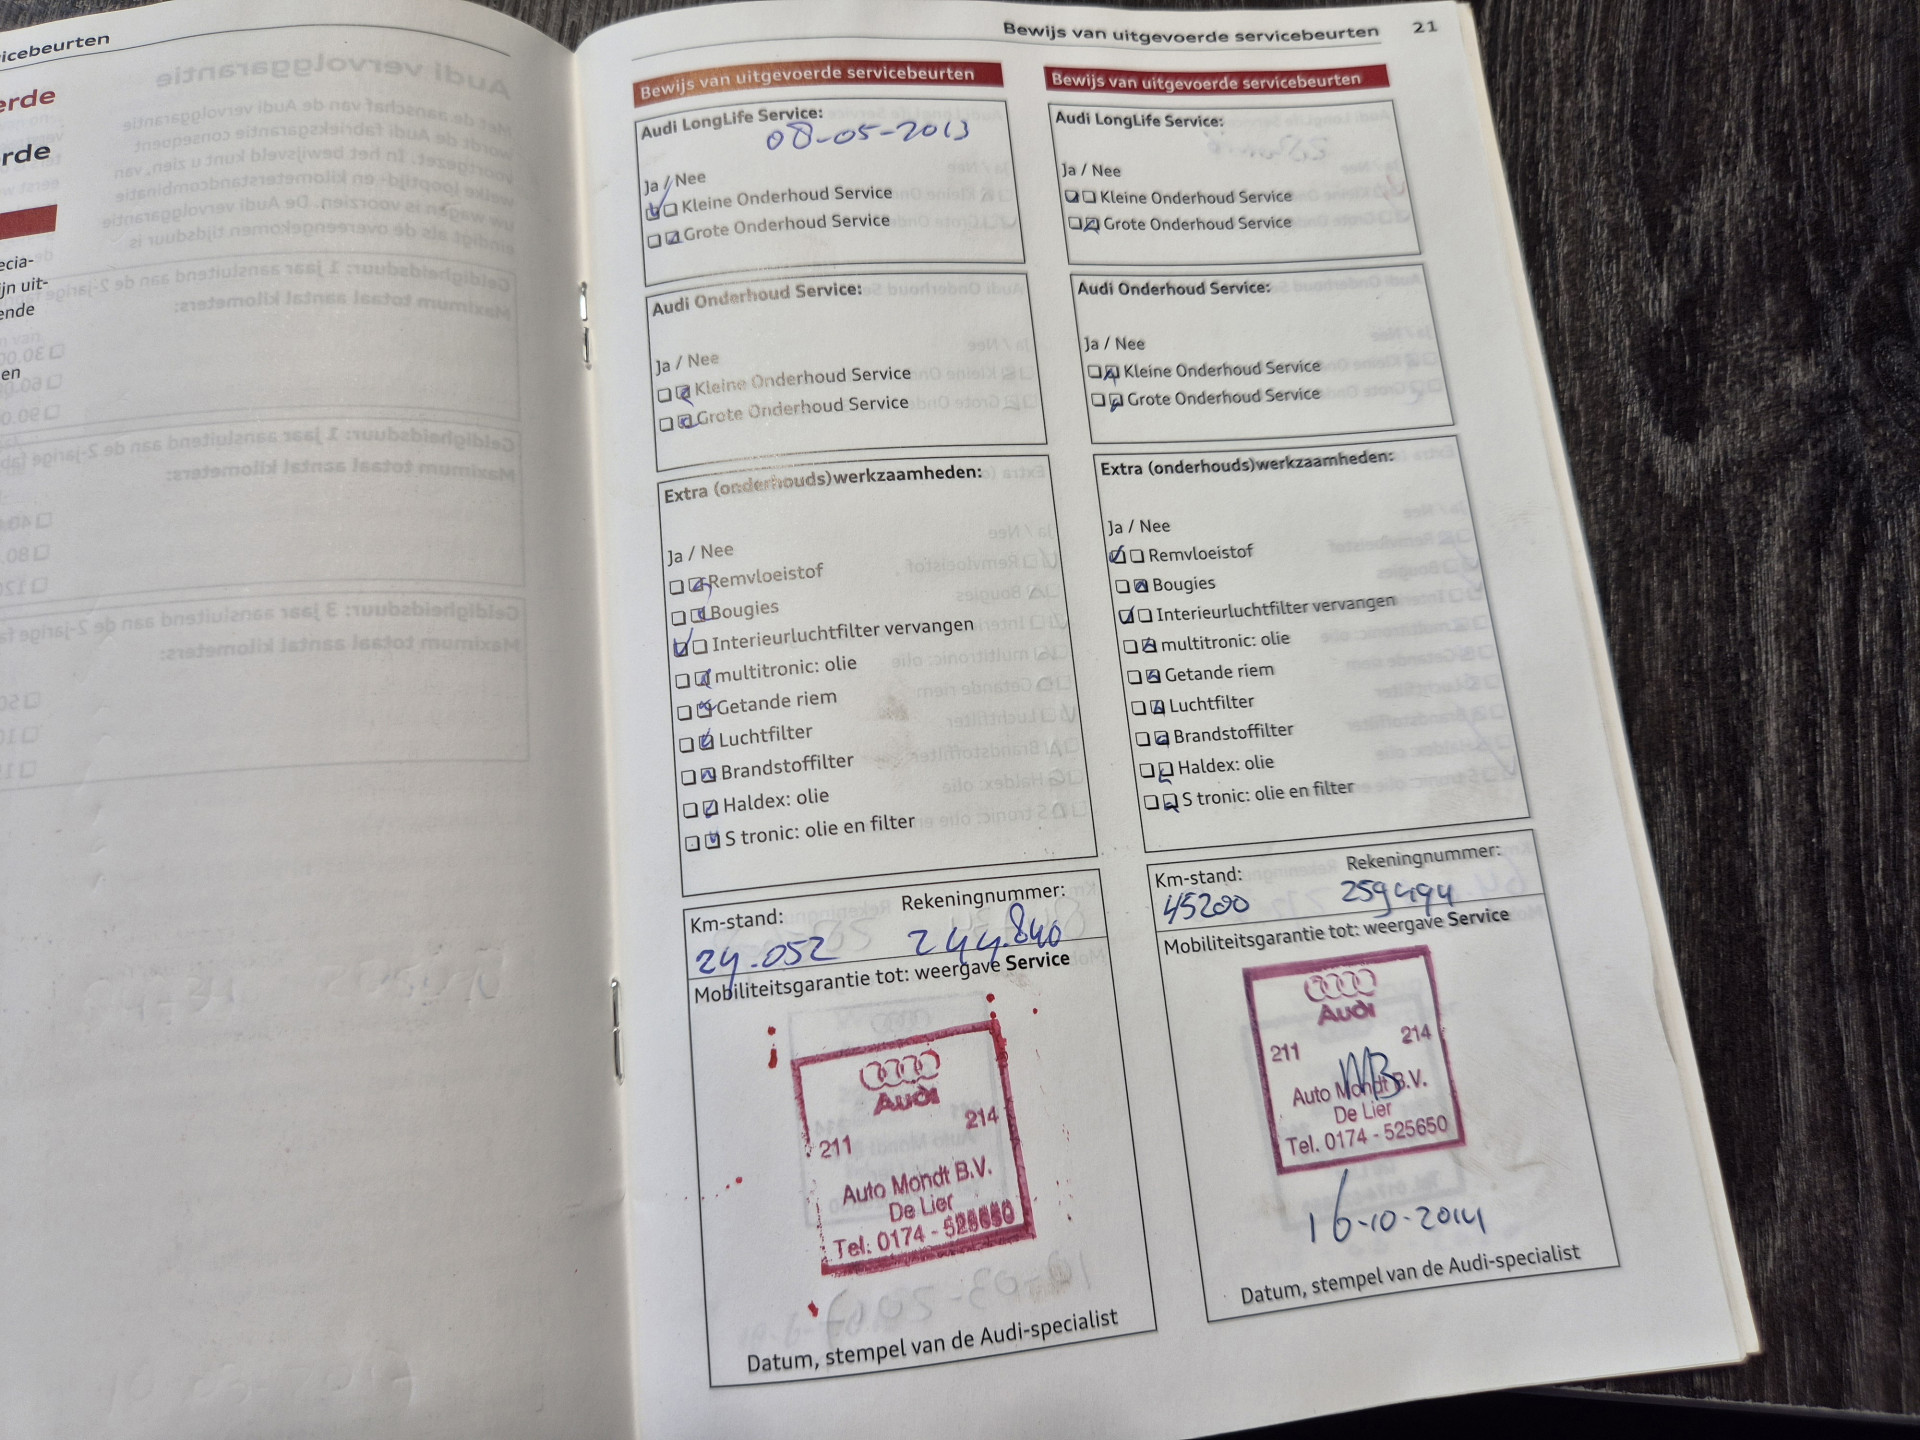 icebeurten
erde
rde
ecia-
ijn uit-
ende
en
Bewijs van uitgevoerde servicebeurten 21
Bewijs van uitgevoerde servicebeurten
Audi LongLife Service:
08-05-2013
Ja / Nee
Kleine Onderhoud Service
Grote Onderhoud Service
Audi Onderhoud Service:
Ja / Nee
Kleine Onderhoud Service
Grote Onderhoud Service
Extra (onderhouds)werkzaamheden:
Ja / Nee
Remvloeistof
Bougies
Interieurluchtfilter vervangen
multitronic: olie
Getande riem
Luchtfilter
Brandstoffilter
Haldex: olie
S tronic: olie en filter
Km-stand: Rekeningnummer:
24.052 244.840
Mobiliteitsgarantie tot: weergave Service
Audi
211 214
Auto Mondt B.V.
De Lier
Tel. 0174 - 525650
Datum, stempel van de Audi-specialist
Bewijs van uitgevoerde servicebeurten
Audi LongLife Service:
Ja / Nee
Kleine Onderhoud Service
Grote Onderhoud Service
Audi Onderhoud Service:
Ja / Nee
Kleine Onderhoud Service
Grote Onderhoud Service
Extra (onderhouds)werkzaamheden:
Ja / Nee
Remvloeistof
Bougies
Interieurluchtfilter vervangen
multitronic: olie
Getande riem
Luchtfilter
Brandstoffilter
Haldex: olie
S tronic: olie en filter
Km-stand: Rekeningnummer:
45200 259494
Mobiliteitsgarantie tot: weergave Service
Audi
211 214
Auto Mondt B.V.
De Lier
Tel. 0174 - 525650
16-10-2014
Datum, stempel van de Audi-specialist